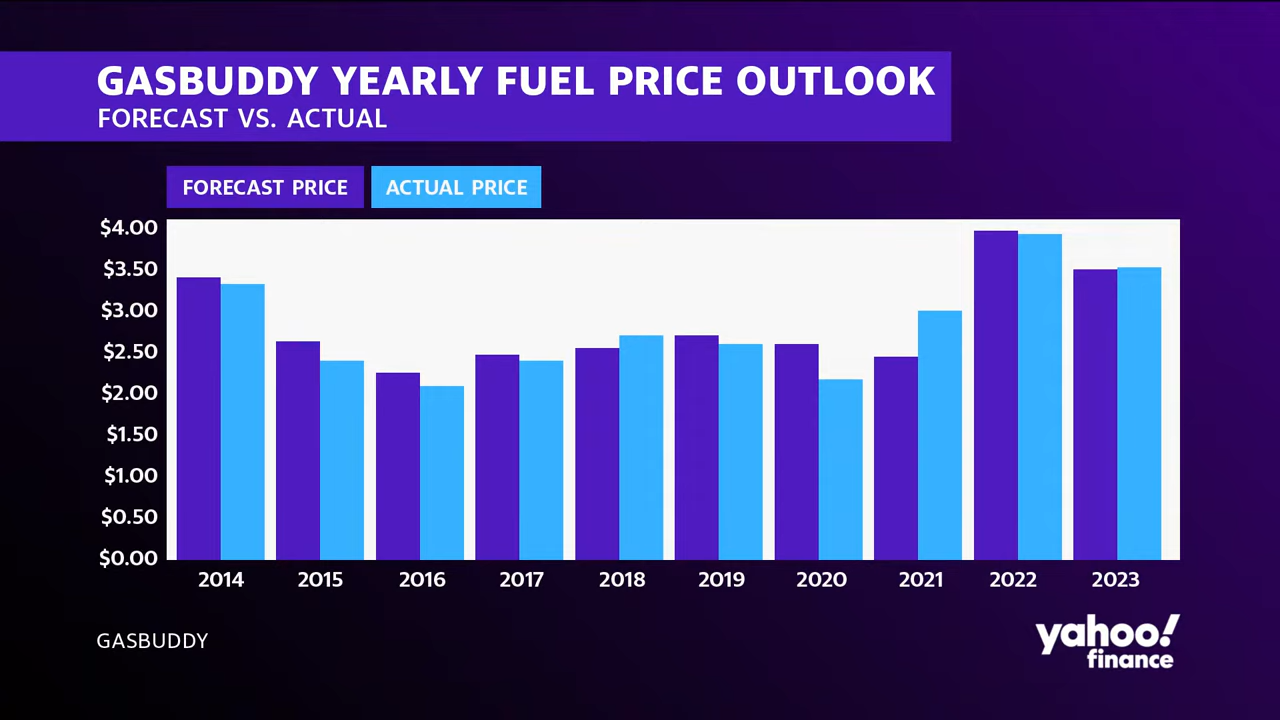 GASBUDDY YEARLY FUEL PRICE OUTLOOK
FORECAST VS. ACTUAL
FORECAST PRICE ACTUAL PRICE
$4.00
$3.50
$3.00
$2.50
$2.00
$1.50
$1.00
$0.50
$0.00
2014 2015 2016 2017 2018 2019 2020 2021 2022 2023
GASBUDDY
yahoo!
finance